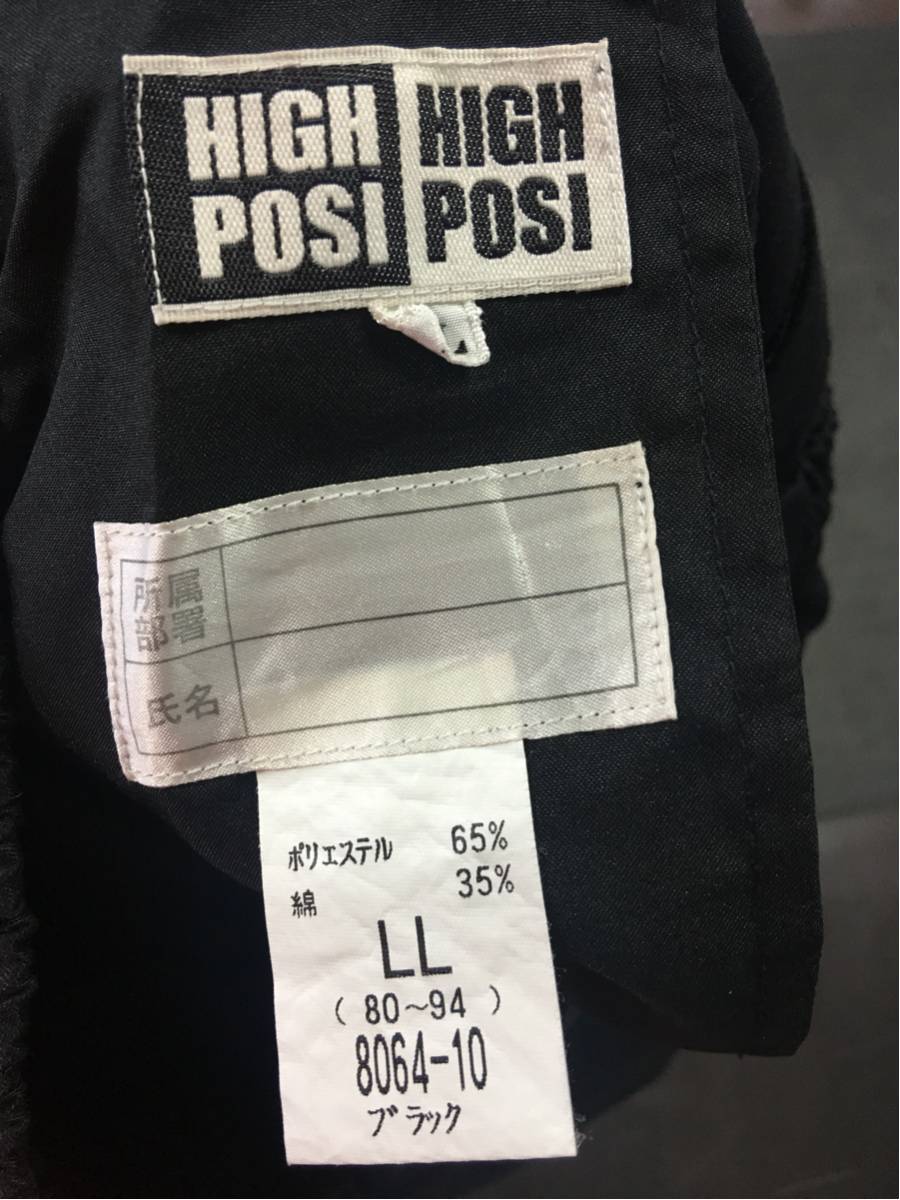 HIGH HIGH
POSI POSI
所属
部署
氏名
ポリエステル 65%
綿 35%
LL
( 80~94 )
8064-10
ブラック